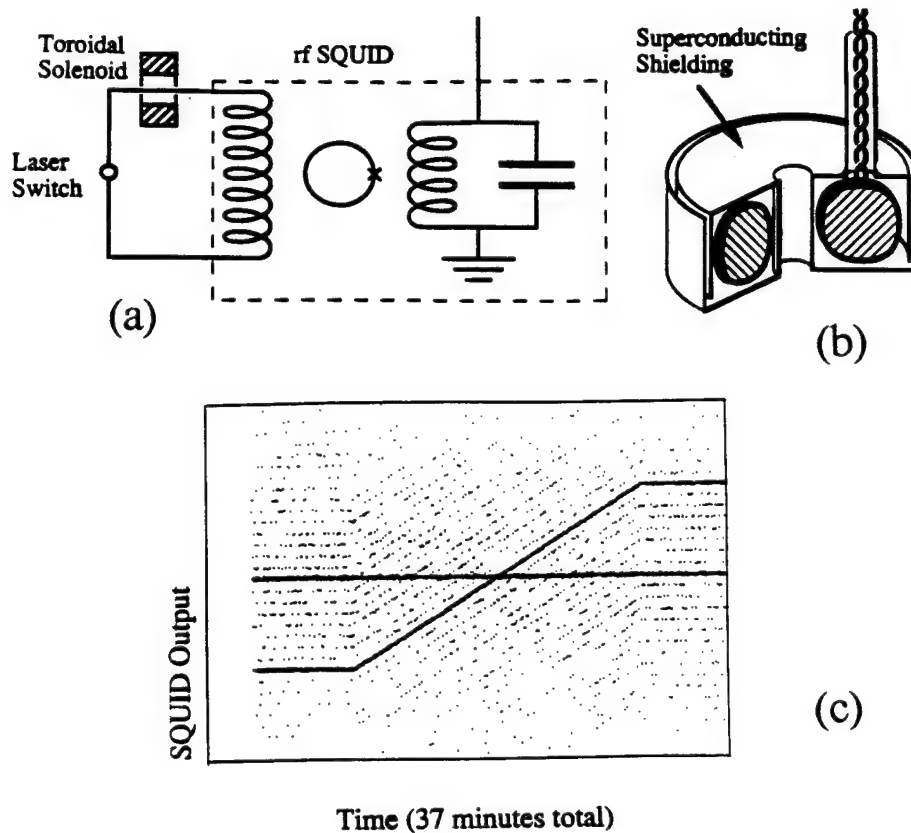 Toroidal
Solenoid
rf SQUID
Laser
Switch
(a)
Superconducting
Shielding
(b)
SQUID Output
(c)
Time (37 minutes total)